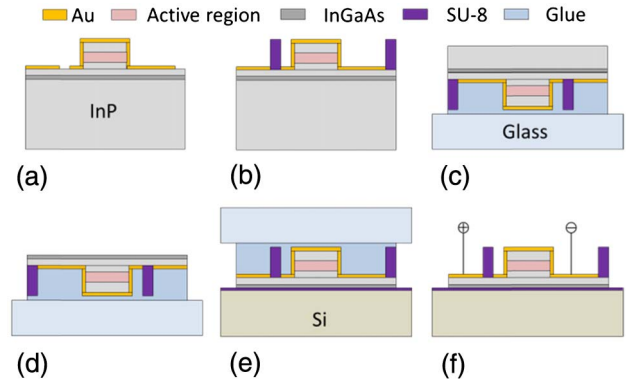 Au Active region InGaAs SU-8 Glue
InP
Glass
(a) (b) (c)
Si
(d) (e) (f)